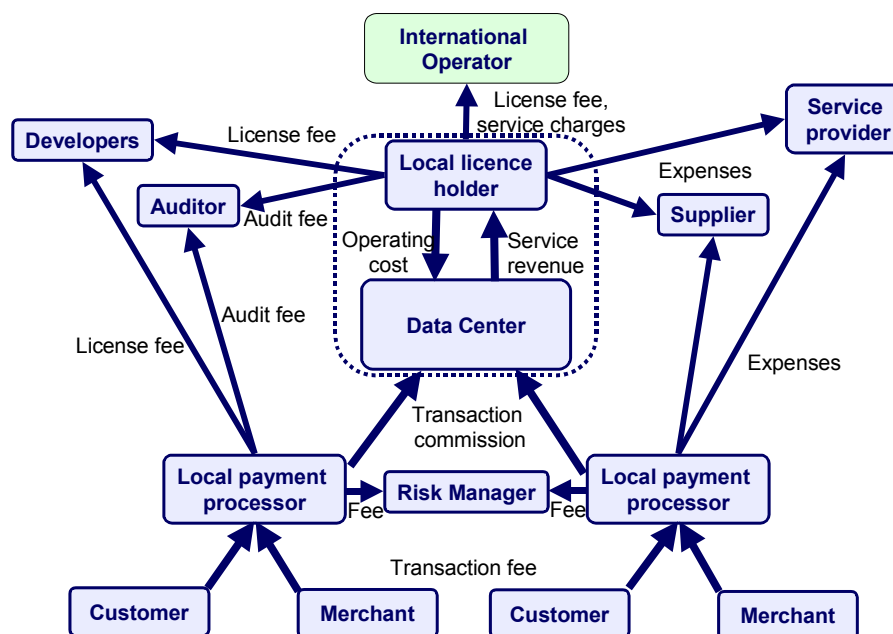 International
Operator
License fee,
service charges
Service
provider
Developers
License fee
Local licence
holder
Expenses
Auditor
Audit fee
Supplier
Operating
cost
Service
revenue
Data Center
Audit fee
License fee
Expenses
Transaction
commission
Local payment
processor
Risk Manager
Local payment
processor
Fee
Fee
Transaction fee
Customer
Merchant
Customer
Merchant